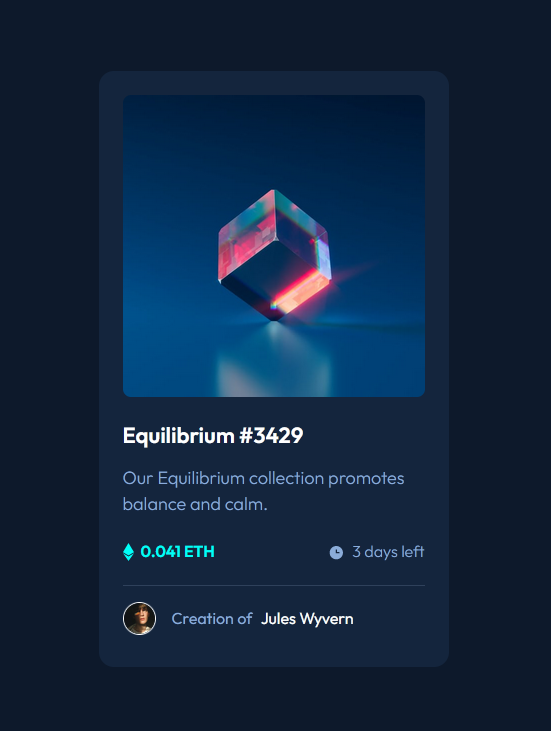 Equilibrium #3429
Our Equilibrium collection promotes
balance and calm.
0.041 ETH
3 days left
Creation of Jules Wyvern